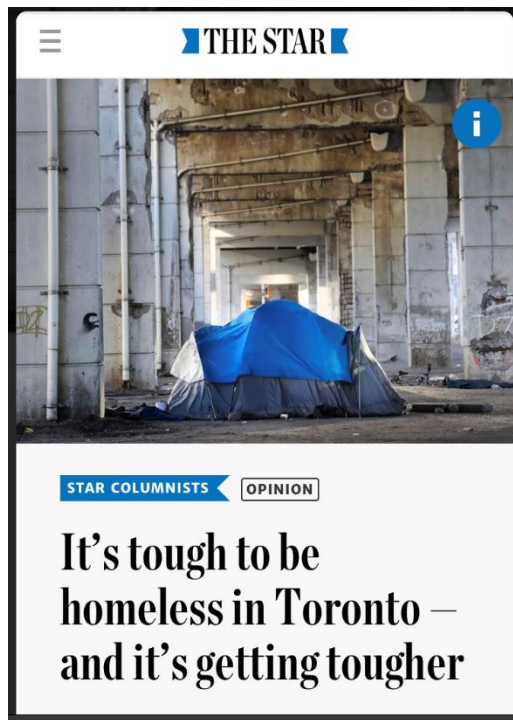 THE STAR
i
STAR COLUMNISTS
OPINION
It’s tough to be
homeless in Toronto —
and it’s getting tougher